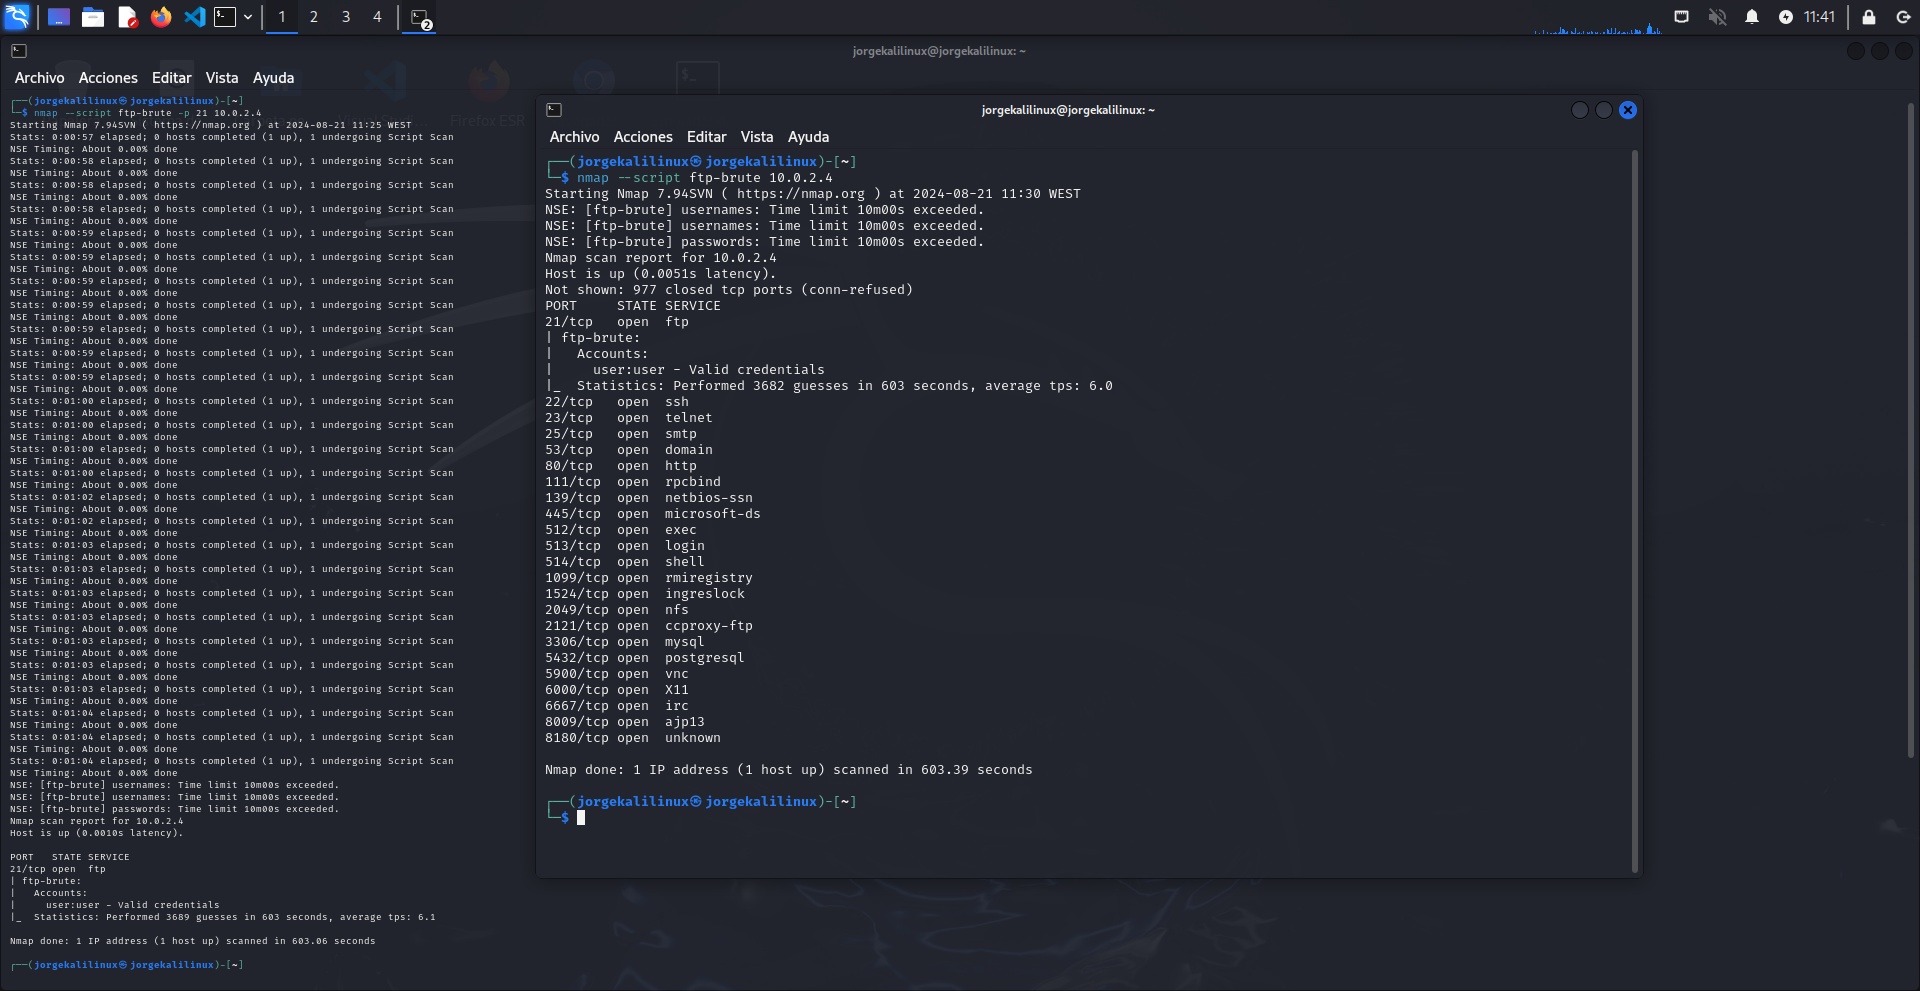 1 2 3 4 2 11:41
jorgekalilinux@jorgekalilinux: ~
Archivo Acciones Editar Vista Ayuda
┌──(jorgekalilinux㉿jorgekalilinux)-[~]
└─$ nmap --script ftp-brute -p 21 10.0.2.4
Starting Nmap 7.94SVN ( https://nmap.org ) at 2024-08-21 11:25 WEST
Stats: 0:00:57 elapsed; 0 hosts completed (1 up), 1 undergoing Script Scan
NSE Timing: About 0.00% done
Stats: 0:00:58 elapsed; 0 hosts completed (1 up), 1 undergoing Script Scan
NSE Timing: About 0.00% done
Stats: 0:00:58 elapsed; 0 hosts completed (1 up), 1 undergoing Script Scan
NSE Timing: About 0.00% done
Stats: 0:00:58 elapsed; 0 hosts completed (1 up), 1 undergoing Script Scan
NSE Timing: About 0.00% done
Stats: 0:00:59 elapsed; 0 hosts completed (1 up), 1 undergoing Script Scan
NSE Timing: About 0.00% done
Stats: 0:00:59 elapsed; 0 hosts completed (1 up), 1 undergoing Script Scan
NSE Timing: About 0.00% done
Stats: 0:00:59 elapsed; 0 hosts completed (1 up), 1 undergoing Script Scan
NSE Timing: About 0.00% done
Stats: 0:00:59 elapsed; 0 hosts completed (1 up), 1 undergoing Script Scan
NSE Timing: About 0.00% done
Stats: 0:00:59 elapsed; 0 hosts completed (1 up), 1 undergoing Script Scan
NSE Timing: About 0.00% done
Stats: 0:00:59 elapsed; 0 hosts completed (1 up), 1 undergoing Script Scan
NSE Timing: About 0.00% done
Stats: 0:00:59 elapsed; 0 hosts completed (1 up), 1 undergoing Script Scan
NSE Timing: About 0.00% done
Stats: 0:01:00 elapsed; 0 hosts completed (1 up), 1 undergoing Script Scan
NSE Timing: About 0.00% done
Stats: 0:01:00 elapsed; 0 hosts completed (1 up), 1 undergoing Script Scan
NSE Timing: About 0.00% done
Stats: 0:01:00 elapsed; 0 hosts completed (1 up), 1 undergoing Script Scan
NSE Timing: About 0.00% done
Stats: 0:01:00 elapsed; 0 hosts completed (1 up), 1 undergoing Script Scan
NSE Timing: About 0.00% done
Stats: 0:01:02 elapsed; 0 hosts completed (1 up), 1 undergoing Script Scan
NSE Timing: About 0.00% done
Stats: 0:01:02 elapsed; 0 hosts completed (1 up), 1 undergoing Script Scan
NSE Timing: About 0.00% done
Stats: 0:01:03 elapsed; 0 hosts completed (1 up), 1 undergoing Script Scan
NSE Timing: About 0.00% done
Stats: 0:01:03 elapsed; 0 hosts completed (1 up), 1 undergoing Script Scan
NSE Timing: About 0.00% done
Stats: 0:01:03 elapsed; 0 hosts completed (1 up), 1 undergoing Script Scan
NSE Timing: About 0.00% done
Stats: 0:01:03 elapsed; 0 hosts completed (1 up), 1 undergoing Script Scan
NSE Timing: About 0.00% done
Stats: 0:01:03 elapsed; 0 hosts completed (1 up), 1 undergoing Script Scan
NSE Timing: About 0.00% done
Stats: 0:01:03 elapsed; 0 hosts completed (1 up), 1 undergoing Script Scan
NSE Timing: About 0.00% done
Stats: 0:01:03 elapsed; 0 hosts completed (1 up), 1 undergoing Script Scan
NSE Timing: About 0.00% done
Stats: 0:01:04 elapsed; 0 hosts completed (1 up), 1 undergoing Script Scan
NSE Timing: About 0.00% done
Stats: 0:01:04 elapsed; 0 hosts completed (1 up), 1 undergoing Script Scan
NSE Timing: About 0.00% done
Stats: 0:01:04 elapsed; 0 hosts completed (1 up), 1 undergoing Script Scan
NSE Timing: About 0.00% done
NSE: [ftp-brute] usernames: Time limit 10m00s exceeded.
NSE: [ftp-brute] usernames: Time limit 10m00s exceeded.
NSE: [ftp-brute] passwords: Time limit 10m00s exceeded.
Nmap scan report for 10.0.2.4
Host is up (0.0010s latency).
PORT   STATE SERVICE
21/tcp open  ftp
| ftp-brute:
|   Accounts:
|     user:user - Valid credentials
|_  Statistics: Performed 3689 guesses in 603 seconds, average tps: 6.1
Nmap done: 1 IP address (1 host up) scanned in 603.06 seconds
┌──(jorgekalilinux㉿jorgekalilinux)-[~]
Firefox ESR
jorgekalilinux@jorgekalilinux: ~
Archivo Acciones Editar Vista Ayuda
┌──(jorgekalilinux㉿jorgekalilinux)-[~]
└─$ nmap --script ftp-brute 10.0.2.4
Starting Nmap 7.94SVN ( https://nmap.org ) at 2024-08-21 11:30 WEST
NSE: [ftp-brute] usernames: Time limit 10m00s exceeded.
NSE: [ftp-brute] usernames: Time limit 10m00s exceeded.
NSE: [ftp-brute] passwords: Time limit 10m00s exceeded.
Nmap scan report for 10.0.2.4
Host is up (0.0051s latency).
Not shown: 977 closed tcp ports (conn-refused)
PORT     STATE SERVICE
21/tcp   open  ftp
| ftp-brute:
|   Accounts:
|     user:user - Valid credentials
|_  Statistics: Performed 3682 guesses in 603 seconds, average tps: 6.0
22/tcp   open  ssh
23/tcp   open  telnet
25/tcp   open  smtp
53/tcp   open  domain
80/tcp   open  http
111/tcp  open  rpcbind
139/tcp  open  netbios-ssn
445/tcp  open  microsoft-ds
512/tcp  open  exec
513/tcp  open  login
514/tcp  open  shell
1099/tcp open  rmiregistry
1524/tcp open  ingreslock
2049/tcp open  nfs
2121/tcp open  ccproxy-ftp
3306/tcp open  mysql
5432/tcp open  postgresql
5900/tcp open  vnc
6000/tcp open  X11
6667/tcp open  irc
8009/tcp open  ajp13
8180/tcp open  unknown
Nmap done: 1 IP address (1 host up) scanned in 603.39 seconds
┌──(jorgekalilinux㉿jorgekalilinux)-[~]
└─$